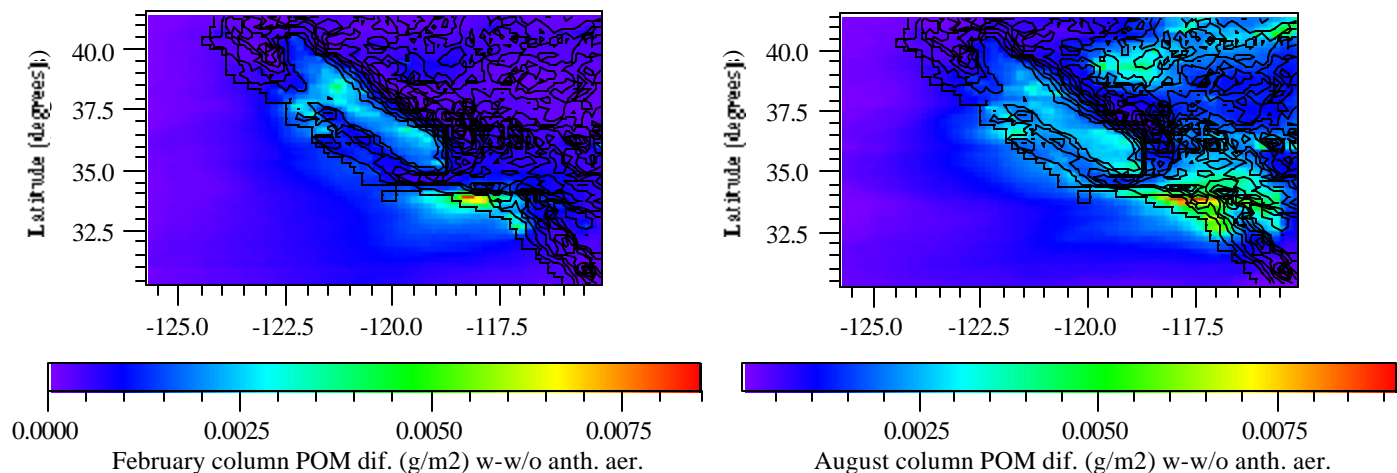 Latitude (degrees)
40.0
37.5
35.0
32.5
-125.0 -122.5 -120.0 -117.5
0.0000 0.0025 0.0050 0.0075
February column POM dif. (g/m2) w-w/o anth. aer.
Latitude (degrees)
40.0
37.5
35.0
32.5
-125.0 -122.5 -120.0 -117.5
0.0025 0.0050 0.0075
August column POM dif. (g/m2) w-w/o anth. aer.